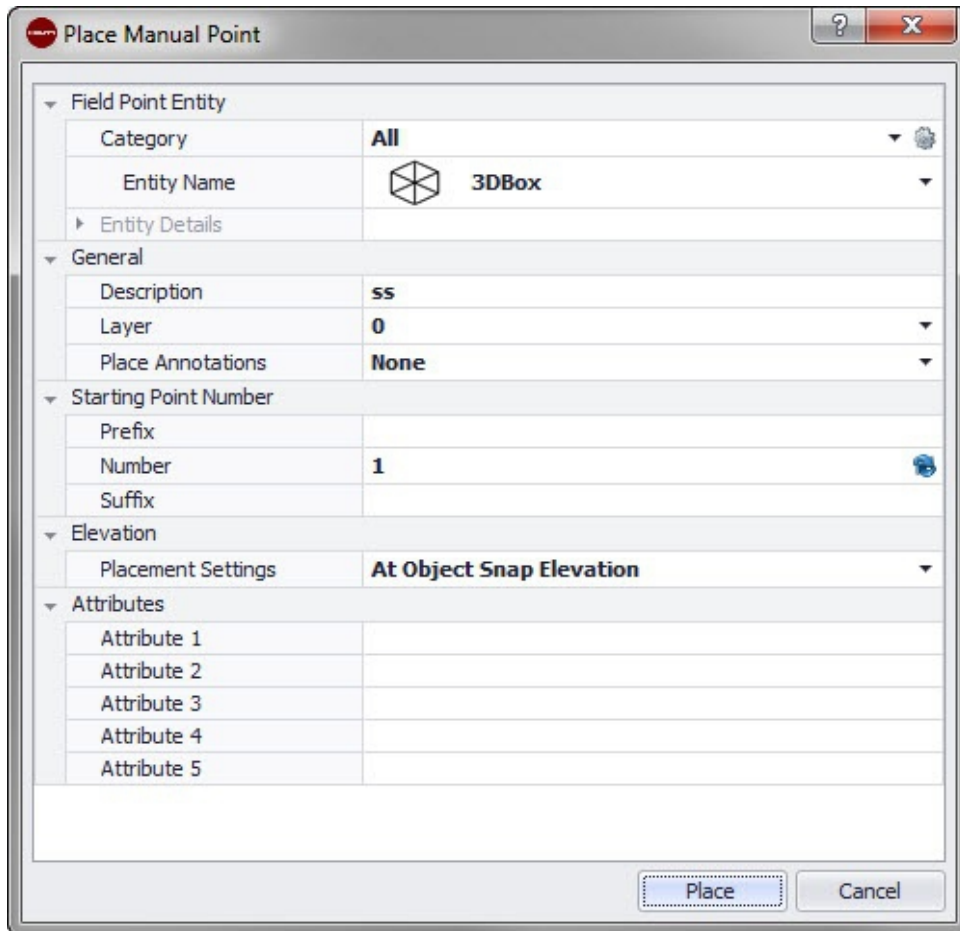 Place Manual Point
Field Point Entity
Category All
Entity Name 3DBox
Entity Details
General
Description ss
Layer 0
Place Annotations None
Starting Point Number
Prefix
Number 1
Suffix
Elevation
Placement Settings At Object Snap Elevation
Attributes
Attribute 1
Attribute 2
Attribute 3
Attribute 4
Attribute 5
Place Cancel